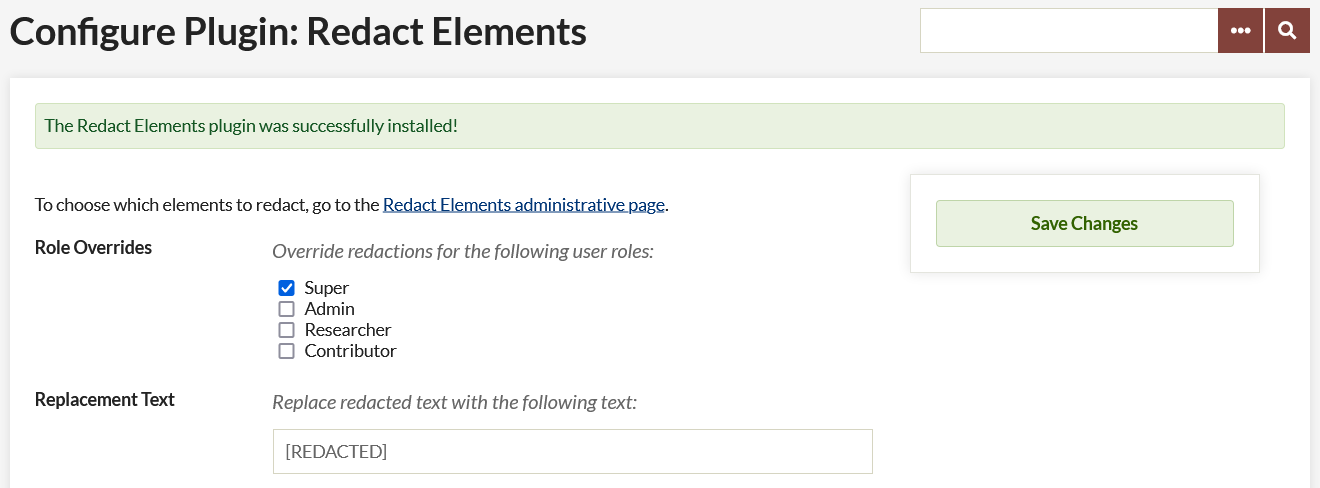 Configure Plugin: Redact Elements
The Redact Elements plugin was successfully installed!
To choose which elements to redact, go to the Redact Elements administrative page.
Save Changes
Role Overrides
Override redactions for the following user roles:
Super
Admin
Researcher
Contributor
Replacement Text
Replace redacted text with the following text:
[REDACTED]